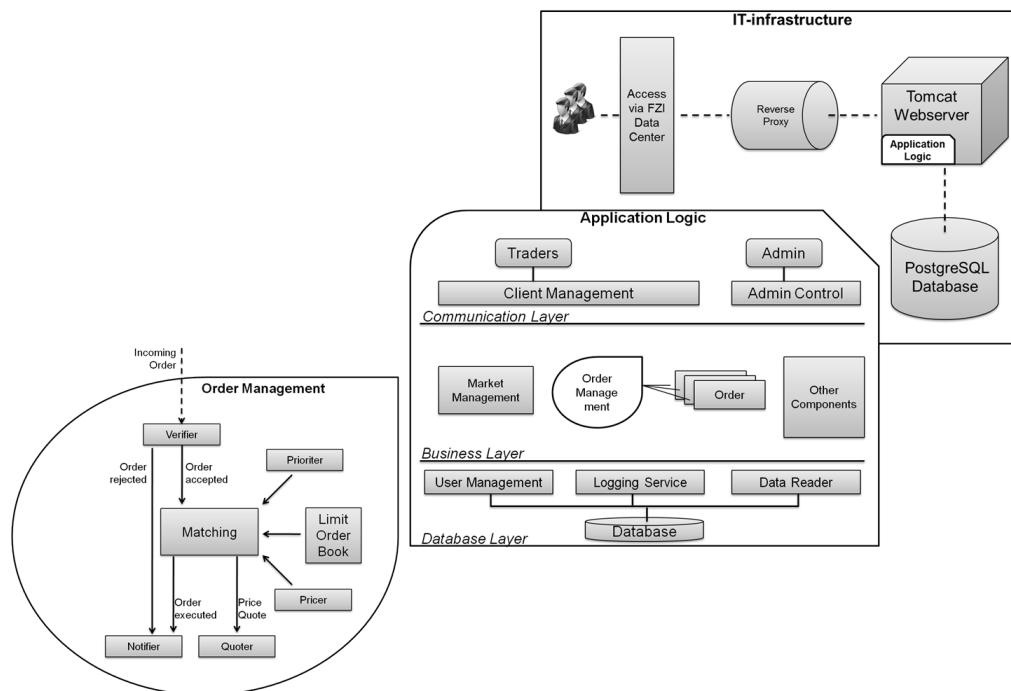 IT-infrastructure
Access
via FZI
Data
Center
Reverse
Proxy
Tomcat
Webserver
Application
Logic
PostgreSQL
Database
Application Logic
Traders
Admin
Client Management
Admin Control
Communication Layer
Market
Management
Order
Manage
ment
Order
Other
Components
Business Layer
User Management
Logging Service
Data Reader
Database
Database Layer
Incoming
Order
Order Management
Verifier
Order
rejected
Order
accepted
Prioriter
Matching
Limit
Order
Book
Pricer
Order
executed
Price
Quote
Notifier
Quoter